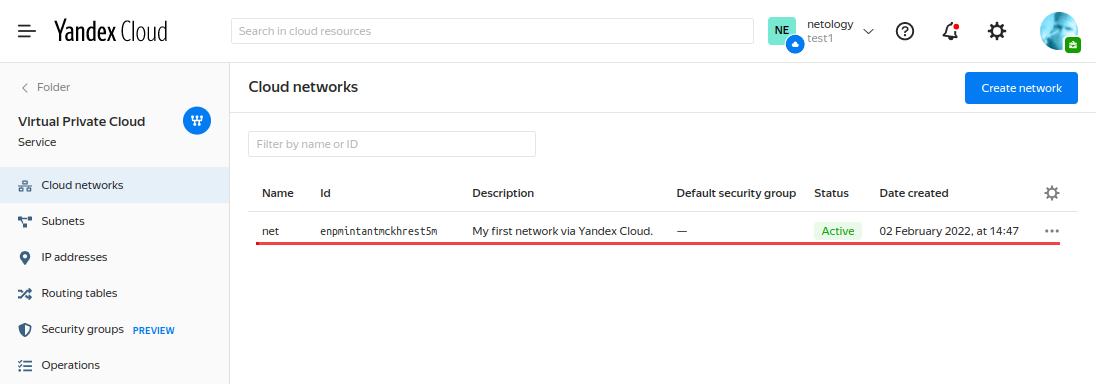 Yandex Cloud
Search in cloud resources
NE
netology
test1
Folder
Virtual Private Cloud
Service
Cloud networks
Subnets
IP addresses
Routing tables
Security groups PREVIEW
Operations
Cloud networks
Create network
Filter by name or ID
Name Id Description Default security group Status Date created
net enpmintantmckhrest5m My first network via Yandex Cloud. — Active 02 February 2022, at 14:47